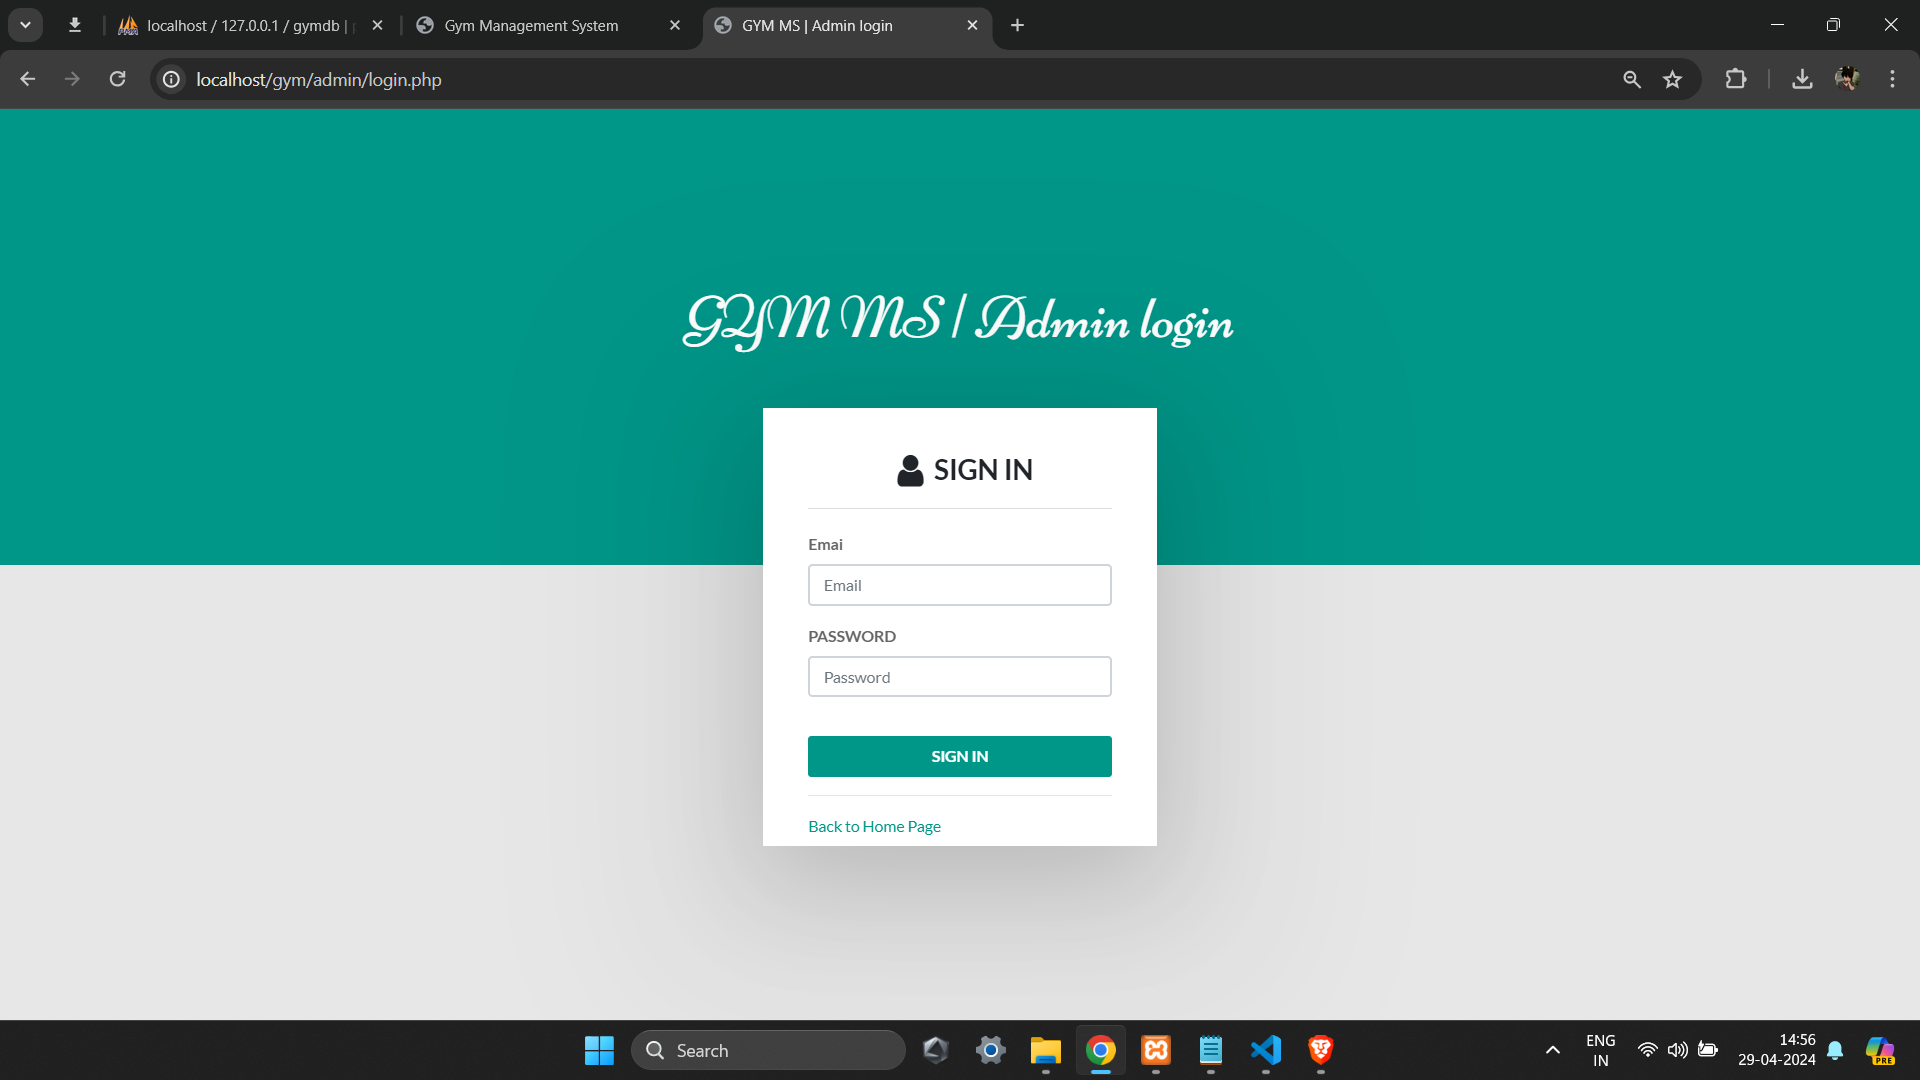 localhost / 127.0.0.1 / gymdb |
Gym Management System
GYM MS | Admin login
localhost/gym/admin/login.php
GYM MS | Admin login
SIGN IN
Emai
Email
PASSWORD
Password
SIGN IN
Back to Home Page
Search
PRE
ENG
IN
14:56
29-04-2024